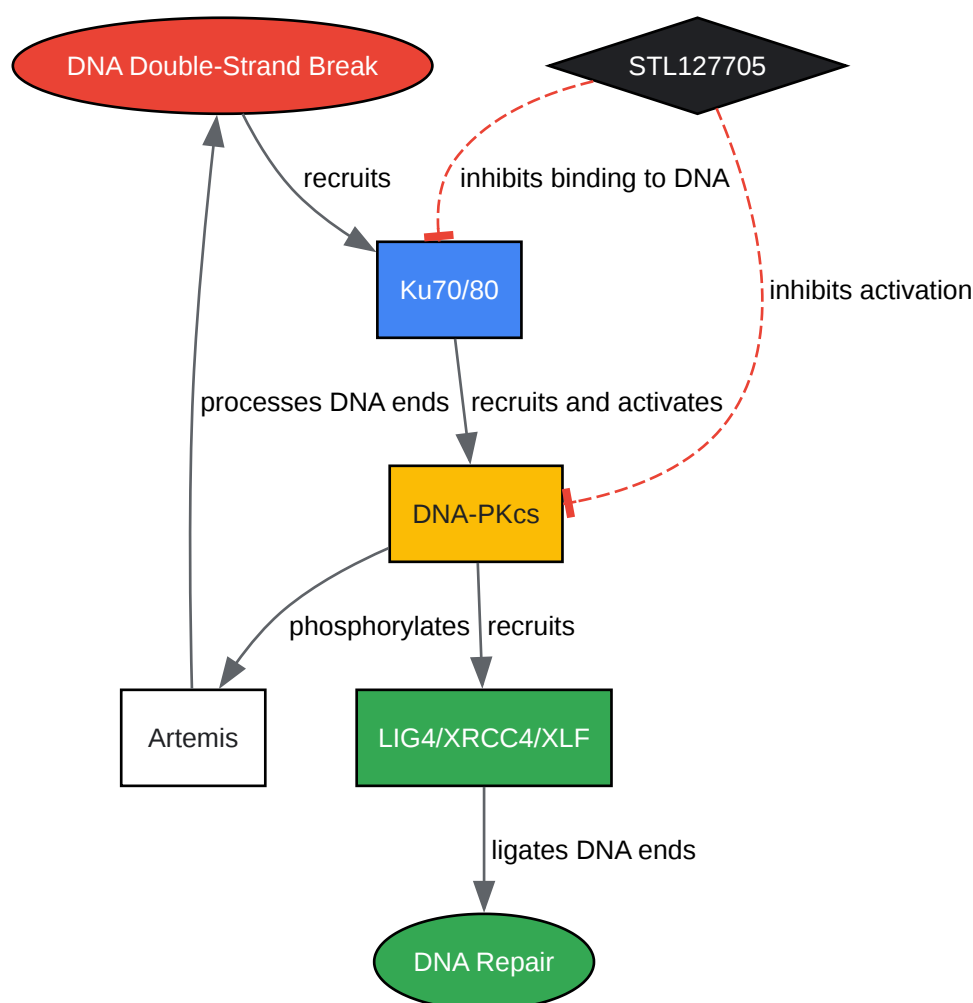 DNA Double-Strand Break
STL127705
recruits
inhibits binding to DNA
Ku70/80
inhibits activation
processes DNA ends
recruits and activates
DNA-PKcs
phosphorylates
recruits
Artemis
LIG4/XRCC4/XLF
ligates DNA ends
DNA Repair